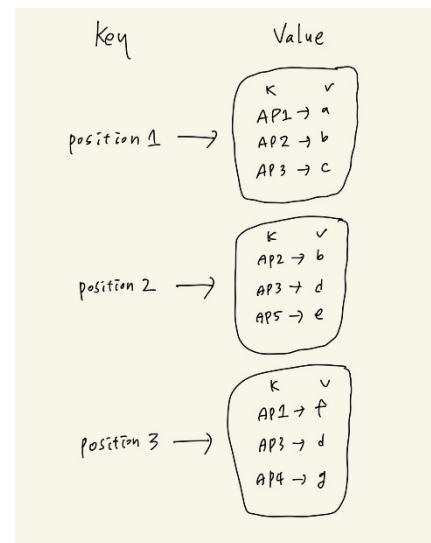 Key Value
K V
AP1 → a
position 1 → AP2 → b
AP3 → c
K V
AP2 → b
position 2 → AP3 → d
AP5 → e
K V
AP1 → f
position 3 → AP3 → d
AP4 → g